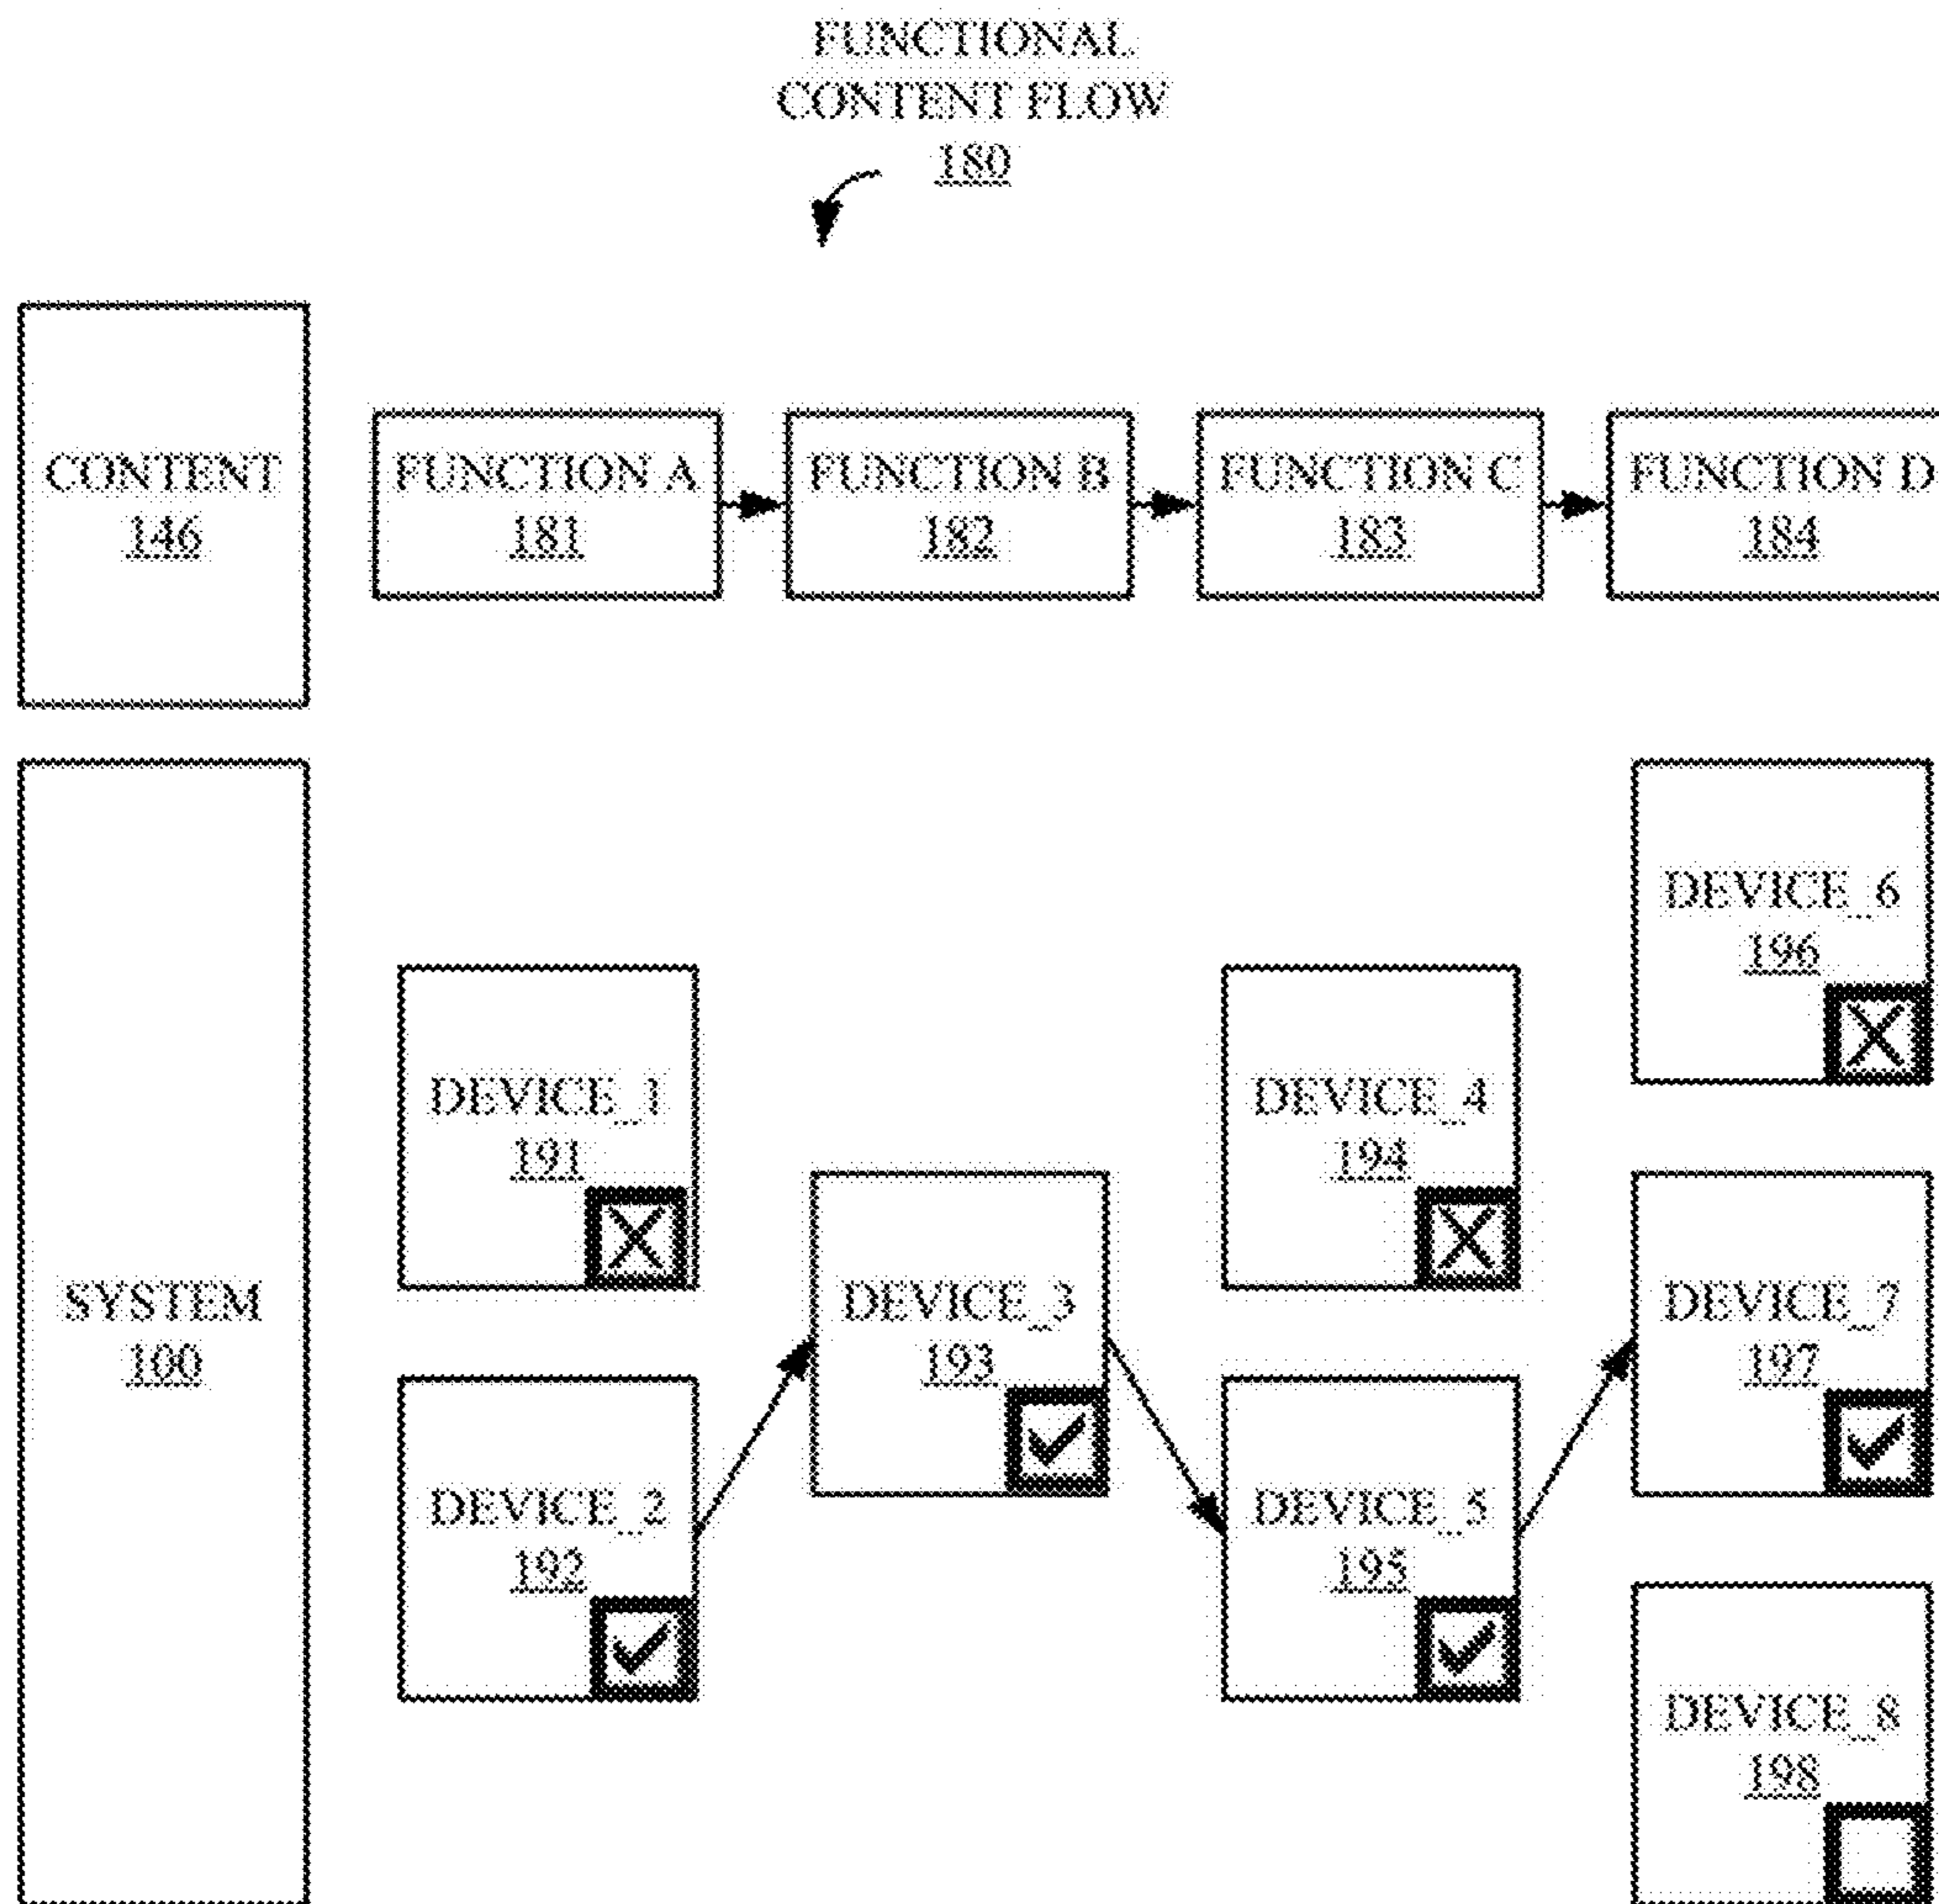 FUNCTIONAL
CONTENT FLOW
180
CONTENT
146
FUNCTION A
181
FUNCTION B
182
FUNCTION C
183
FUNCTION D
184
SYSTEM
100
DEVICE_1
191
DEVICE_2
192
DEVICE_3
193
DEVICE_4
194
DEVICE_5
195
DEVICE_6
196
DEVICE_7
197
DEVICE_8
198